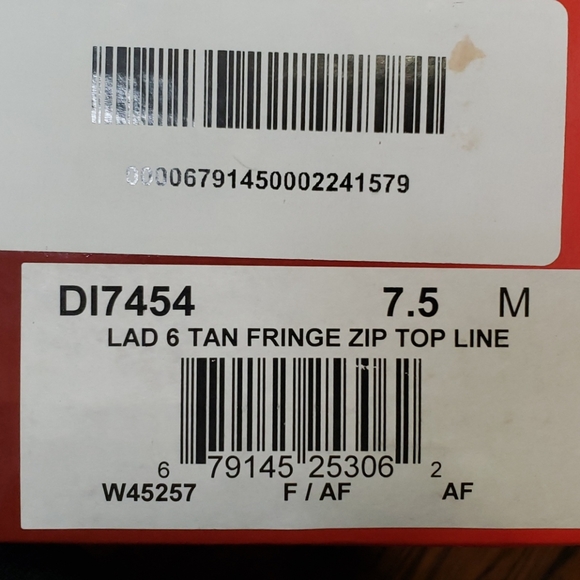 00006791450002241579
DI7454 7.5 M
LAD 6 TAN FRINGE ZIP TOP LINE
6 79145 25306 2
W45257 F / AF AF